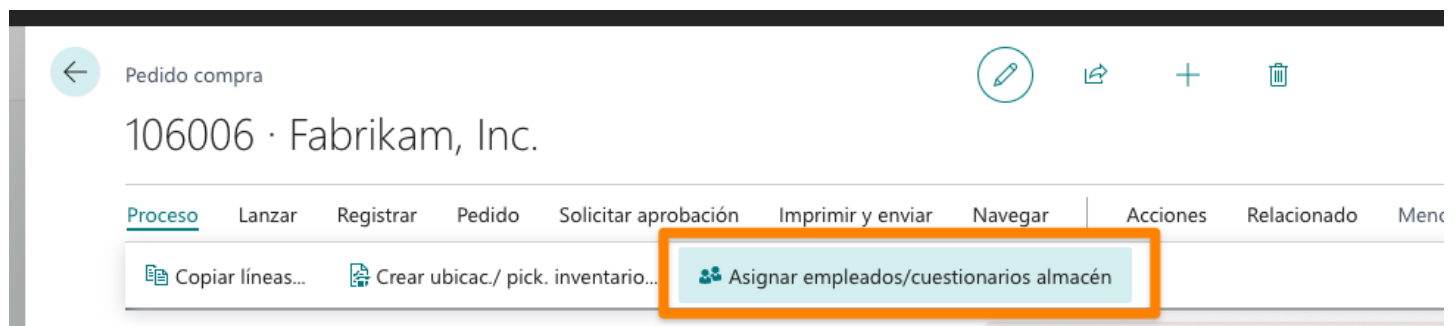 Pedido compra
106006 · Fabrikam, Inc.
Proceso Lanzar Registrar Pedido Solicitar aprobación Imprimir y enviar Navegar Acciones Relacionado
Copiar líneas... Crear ubicac./ pick. inventario... Asignar empleados/cuestionarios almacén